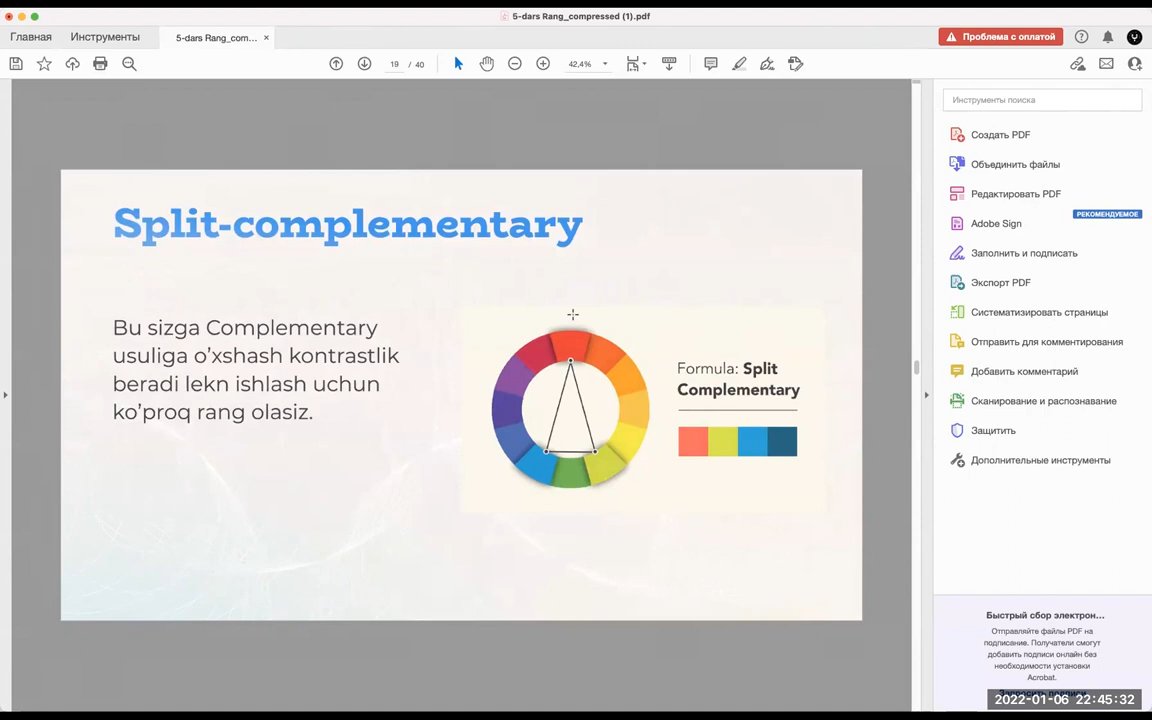 5-dars Rang_compressed (1).pdf
Главная Инструменты 5-dars Rang_com... × Проблема с оплатой ?
19 / 40 42,4%
Инструменты поиска
Создать PDF
Объединить файлы
Редактировать PDF
РЕКОМЕНДУЕМОЕ
Adobe Sign
Заполнить и подписать
Экспорт PDF
Систематизировать страницы
Отправить для комментирования
Добавить комментарий
Сканирование и распознавание
Защитить
Дополнительные инструменты
Split-complementary
Bu sizga Complementary
usuliga o’xshash kontrastlik
beradi lekn ishlash uchun
ko’proq rang olasiz.
Formula: Split
Complementary
Быстрый сбор электрон...
Отправляйте файлы PDF на
подписание. Получатели смогут
добавить подписи онлайн без
необходимости установки
Acrobat.
Запросить подписи
2022-01-06 22:45:32